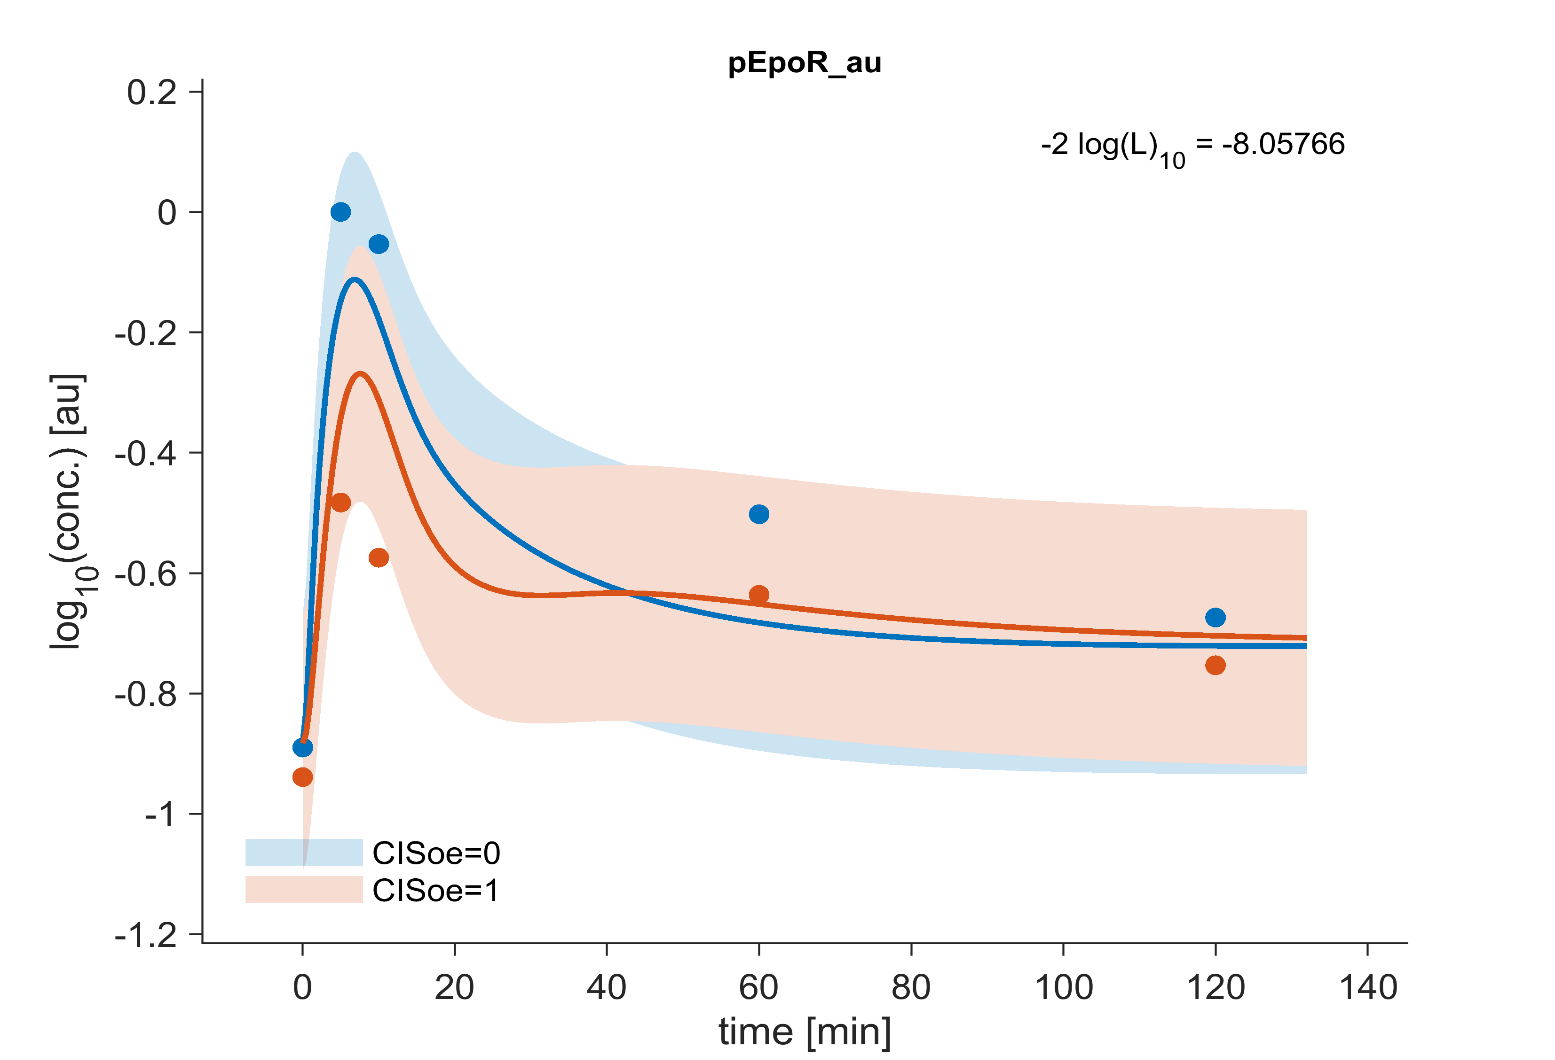 pEpoR_au
-2 log(L)10 = -8.05766
log10(conc.) [au]
0.2
0
-0.2
-0.4
-0.6
-0.8
-1
-1.2
CISoe=0
CISoe=1
0 20 40 60 80 100 120 140
time [min]